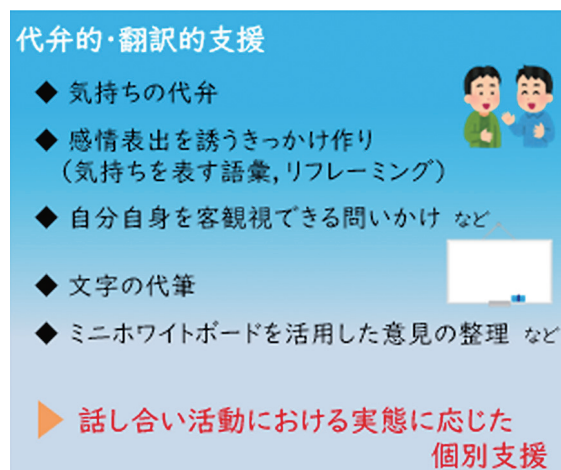 代弁的・翻訳的支援
◆ 気持ちの代弁
◆ 感情表出を誘うきっかけ作り
（気持ちを表す語彙，リフレーミング）
◆ 自分自身を客観視できる問いかけ など
◆ 文字の代筆
◆ ミニホワイトボードを活用した意見の整理 など
話し合い活動における実態に応じた
個別支援